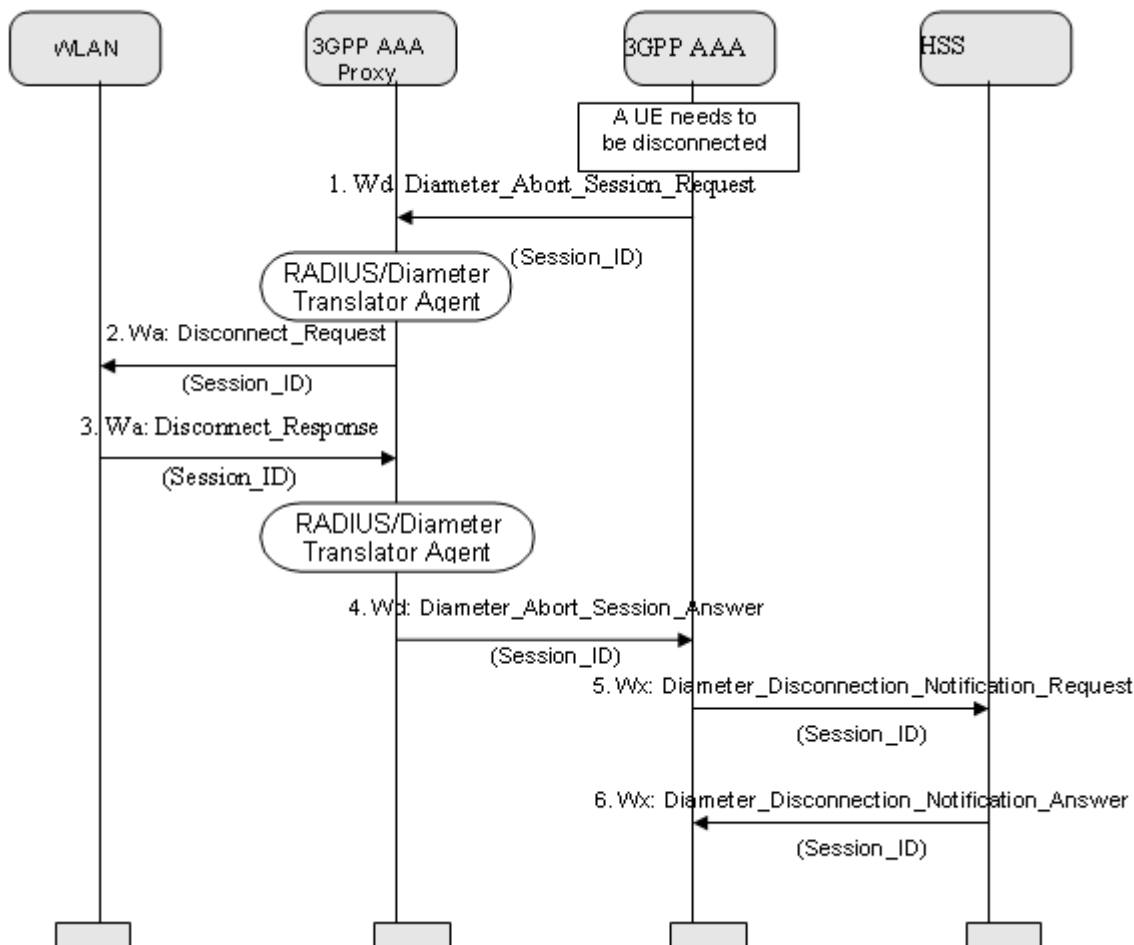 WLAN
3GPP AAA
Proxy
3GPP AAA
HSS
A UE needs to
be disconnected
1. Wd: Diameter_Abort_Session_Request
(Session_ID)
RADIUS/Diameter
Translator Agent
2. Wa: Disconnect_Request
(Session_ID)
3. Wa: Disconnect_Response
(Session_ID)
RADIUS/Diameter
Translator Agent
4. Wd: Diameter_Abort_Session_Answer
(Session_ID)
5. Wx: Diameter_Disconnection_Notification_Request
(Session_ID)
6. Wx: Diameter_Disconnection_Notification_Answer
(Session_ID)